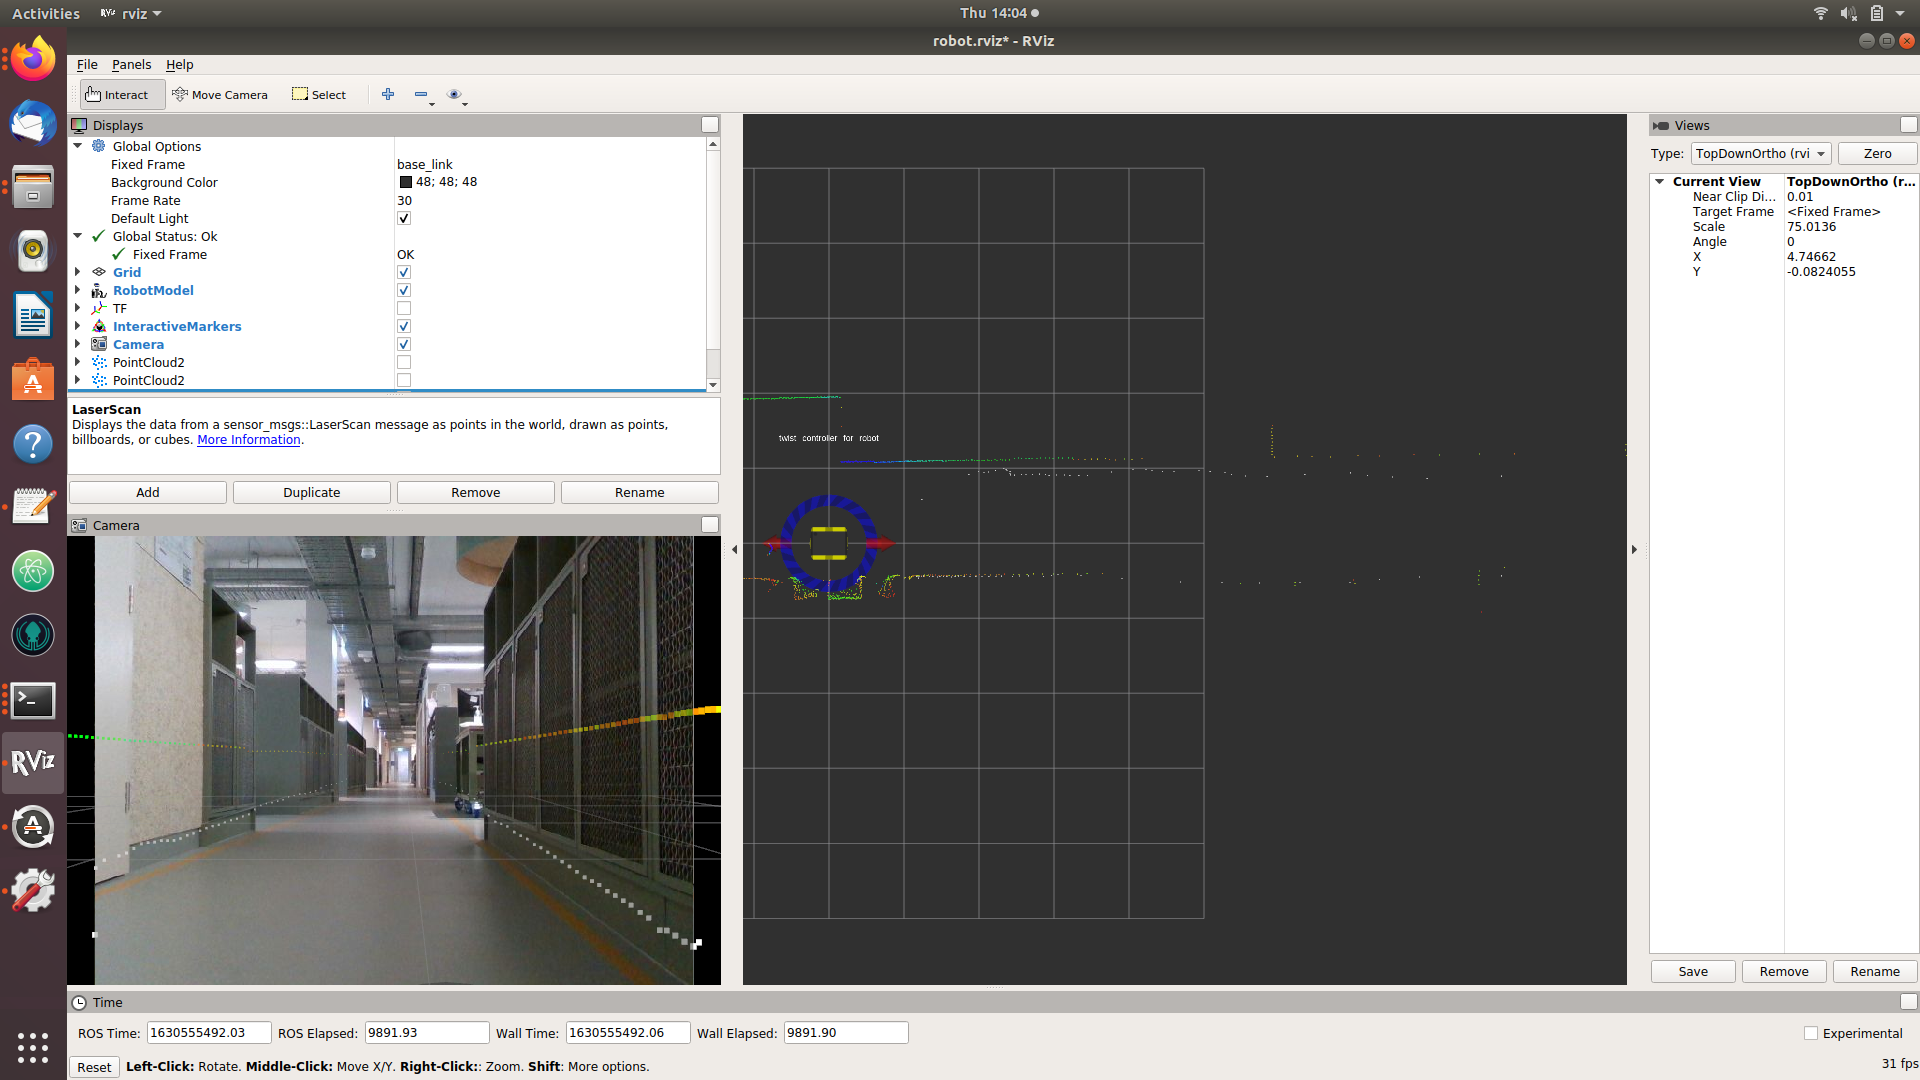 Activities
RViz rviz
Thu 14:04
robot.rviz* - RViz
File Panels Help
Interact Move Camera Select
Displays
Global Options
Fixed Frame base_link
Background Color 48; 48; 48
Frame Rate 30
Default Light
Global Status: Ok
Fixed Frame OK
Grid
RobotModel
TF
InteractiveMarkers
Camera
PointCloud2
PointCloud2
LaserScan
Displays the data from a sensor_msgs::LaserScan message as points in the world, drawn as points,
billboards, or cubes. More Information.
Add Duplicate Remove Rename
Camera
twist controller for robot
Views
Type: TopDownOrtho (rvi Zero
Current View TopDownOrtho (r...
Near Clip Di... 0.01
Target Frame <Fixed Frame>
Scale 75.0136
Angle 0
X 4.74662
Y -0.0824055
Save Remove Rename
RViz
Time
ROS Time: 1630555492.03 ROS Elapsed: 9891.93 Wall Time: 1630555492.06 Wall Elapsed: 9891.90 Experimental
Reset Left-Click: Rotate. Middle-Click: Move X/Y. Right-Click:: Zoom. Shift: More options. 31 fps